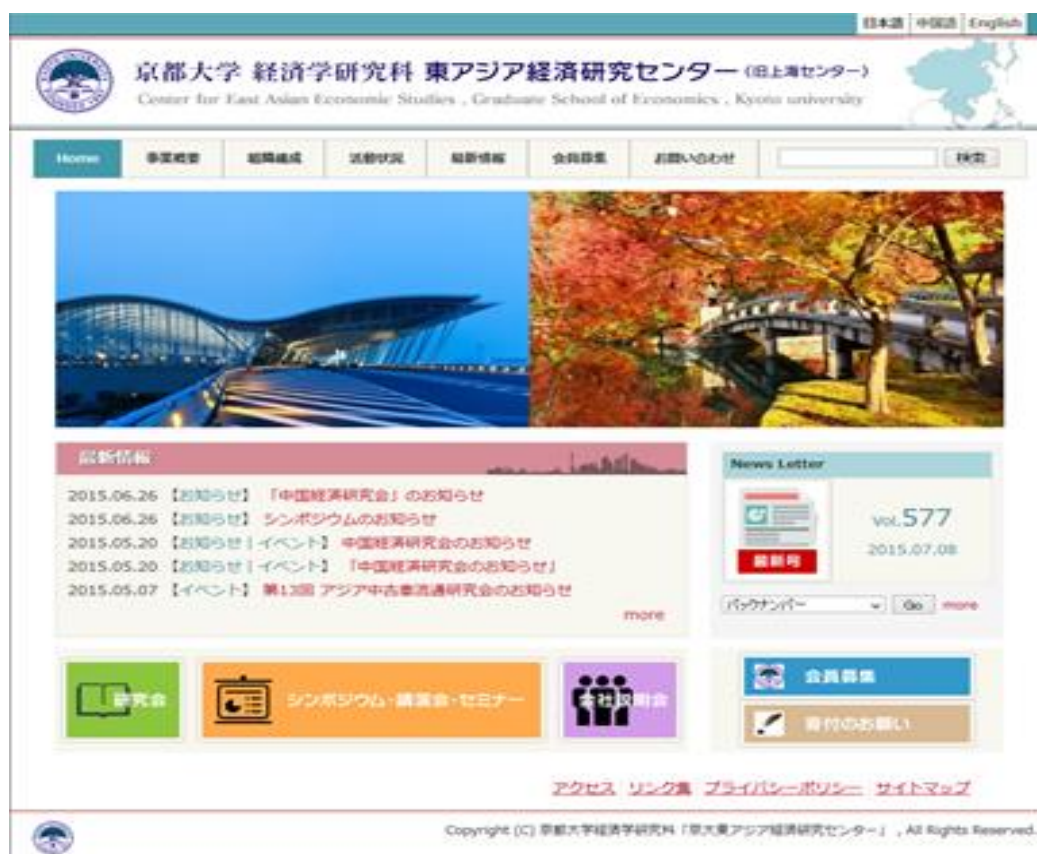 日本語 中国語 English
京都大学 経済学研究科 東アジア経済研究センター (旧上海センター)
Center for East Asian Economic Studies , Graduate School of Economics , Kyoto university
Home 事業概要 組織編成 活動状況 最新情報 会員募集 お問い合わせ 検索
最新情報
2015.06.26 【お知らせ】 「中国経済研究会」のお知らせ
2015.06.26 【お知らせ】 シンポジウムのお知らせ
2015.05.20 【お知らせ | イベント】 中国経済研究会のお知らせ
2015.05.20 【お知らせ | イベント】 「中国経済研究会のお知らせ」
2015.05.07 【イベント】 第13回 アジア中古車流通研究会のお知らせ
more
News Letter
Vol.577
2015.07.08
最新号
バックナンバー Go more
研究会
シンポジウム・講演会・セミナー
会社説明会
会員募集
寄付のお願い
アクセス リンク集 プライバシーポリシー サイトマップ
Copyright (C) 京都大学経済学研究科「京大東アジア経済研究センター」 , All Rights Reserved.